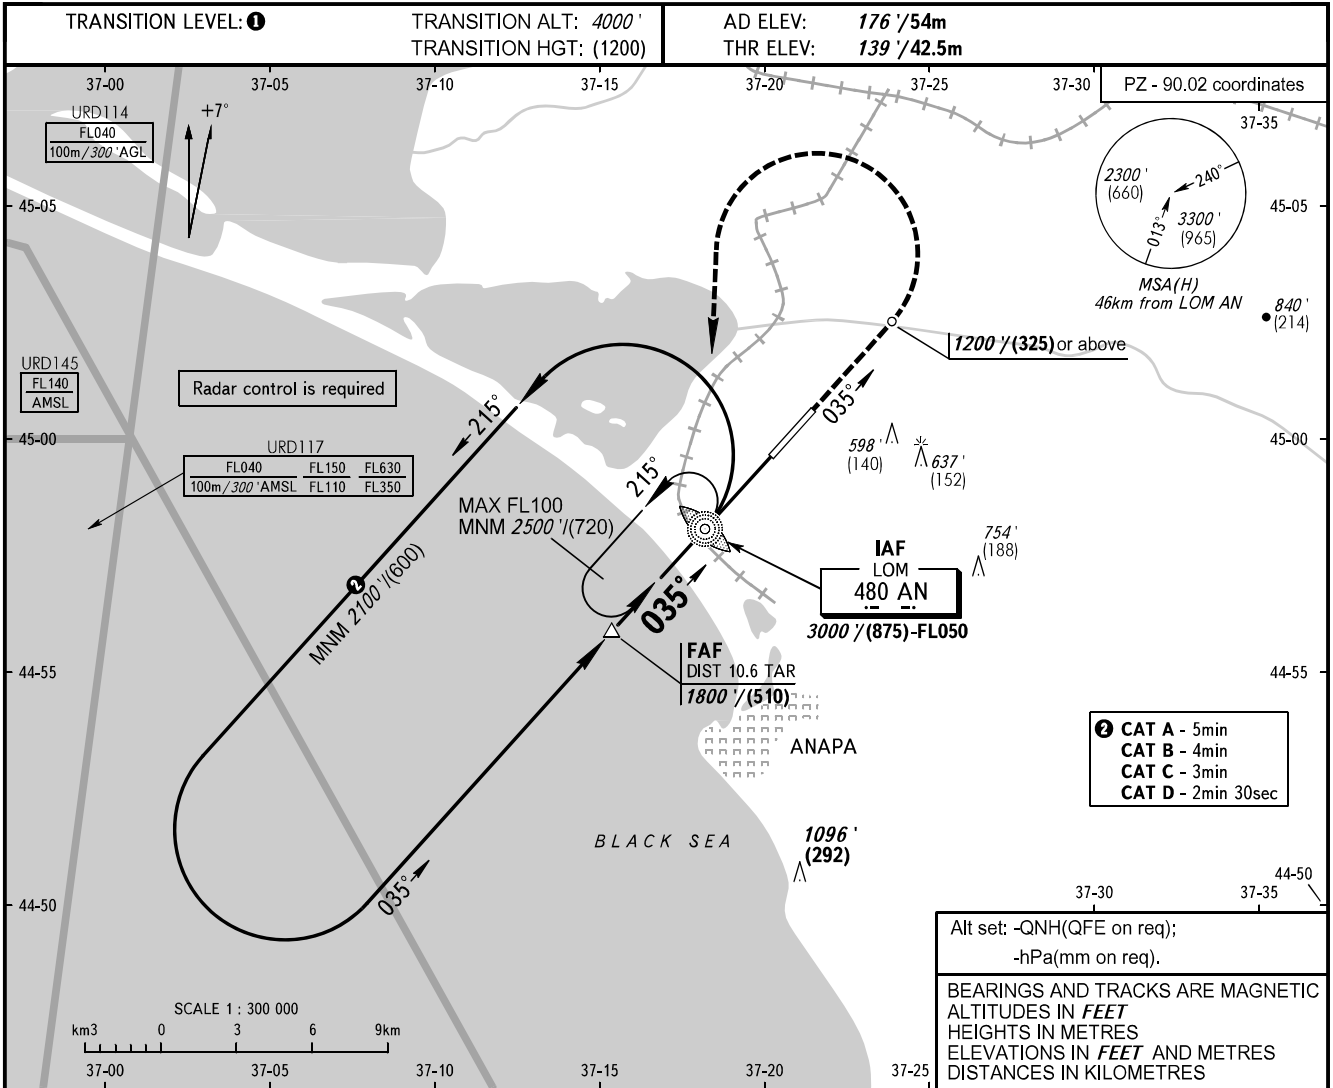 TRANSITION LEVEL: ❶
TRANSITION ALT: 4000 '
TRANSITION HGT: (1200)
AD ELEV: 176 '/54m
THR ELEV: 139 '/42.5m
37-00 37-05 37-10 37-15 37-20 37-25 37-30
PZ - 90.02 coordinates
37-35
URD114
FL040
100m/300 'AGL
+7°
2300 '
(660)
240°
3300 '
(965)
013°
MSA(H)
46km from LOM AN
45-05
45-05
840 '
(214)
1200 '/(325) or above
URD145
FL140
AMSL
Radar control is required
215°
035°
45-00
45-00
URD117
FL040 FL150 FL630
100m/300 'AMSL FL110 FL350
598 '
(140)
637 '
(152)
215°
MAX FL100
MNM 2500 '/(720)
754 '
(188)
IAF
LOM
480 AN
3000 '/(875)-FL050
❷
MNM 2100 '/(600)
035°
FAF
DIST 10.6 TAR
1800 '/(510)
44-55
44-55
ANAPA
❷ CAT A - 5min
CAT B - 4min
CAT C - 3min
CAT D - 2min 30sec
BLACK SEA
1096 '
(292)
035°
44-50
44-50
37-30 37-35
Alt set: -QNH(QFE on req);
-hPa(mm on req).
BEARINGS AND TRACKS ARE MAGNETIC
ALTITUDES IN FEET
HEIGHTS IN METRES
ELEVATIONS IN FEET AND METRES
DISTANCES IN KILOMETRES
SCALE 1 : 300 000
km3 0 3 6 9km
37-00 37-05 37-10 37-15 37-20 37-25